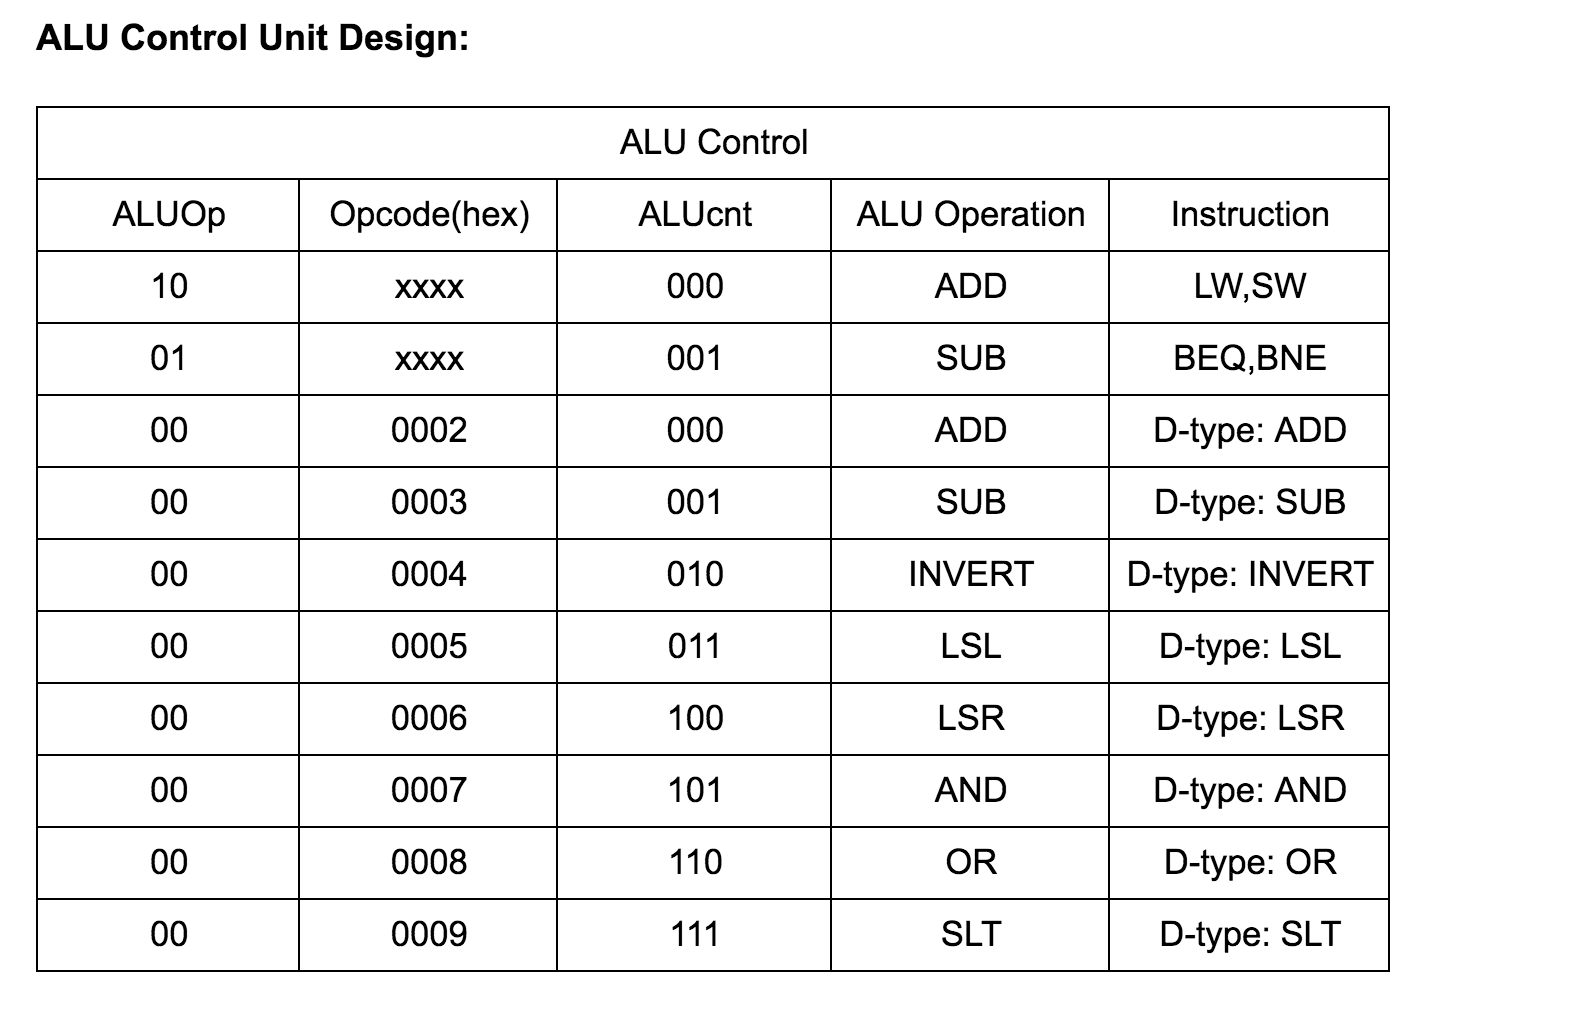 ALU Control Unit Design:
ALU Control
ALUOp Opcode(hex) ALUcnt ALU Operation Instruction
10 xxxx 000 ADD LW,SW
01 xxxx 001 SUB BEQ,BNE
00 0002 000 ADD D-type: ADD
00 0003 001 SUB D-type: SUB
00 0004 010 INVERT D-type: INVERT
00 0005 011 LSL D-type: LSL
00 0006 100 LSR D-type: LSR
00 0007 101 AND D-type: AND
00 0008 110 OR D-type: OR
00 0009 111 SLT D-type: SLT